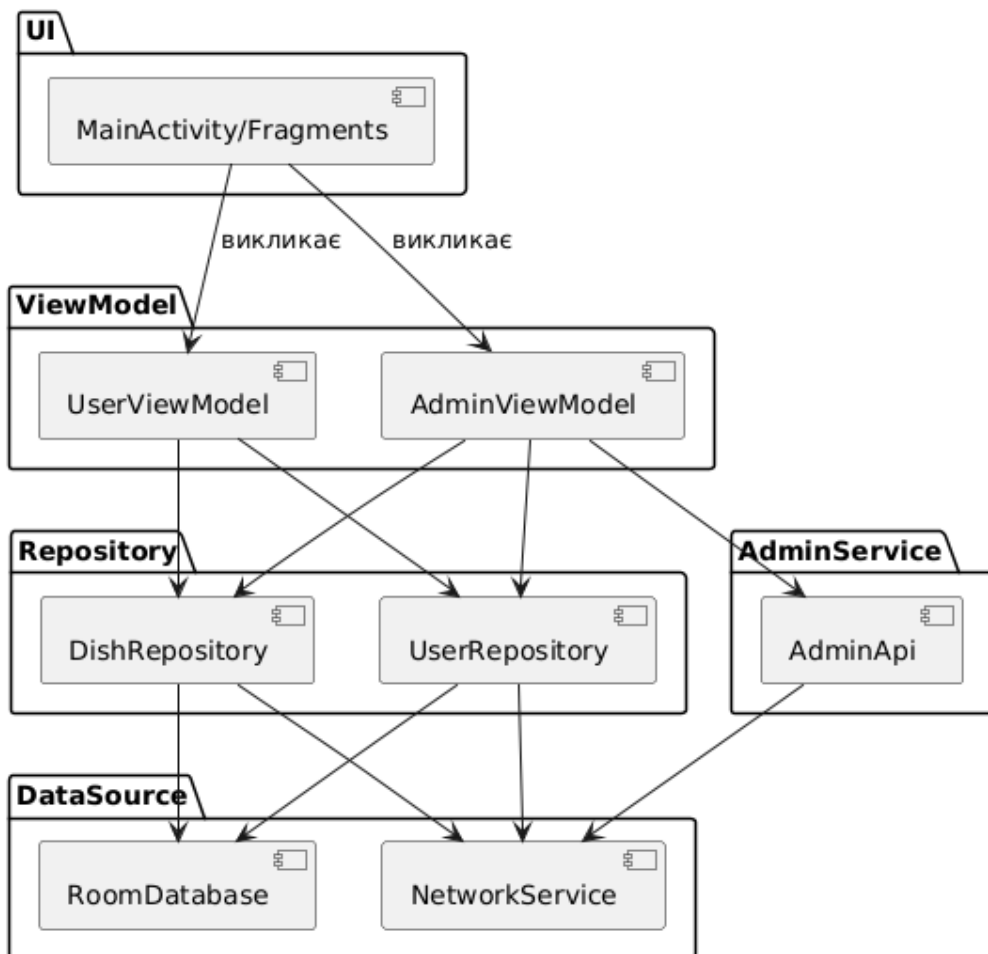 UI
MainActivity/Fragments
викликає
викликає
ViewModel
UserViewModel
AdminViewModel
Repository
AdminService
DishRepository
UserRepository
AdminApi
DataSource
RoomDatabase
NetworkService